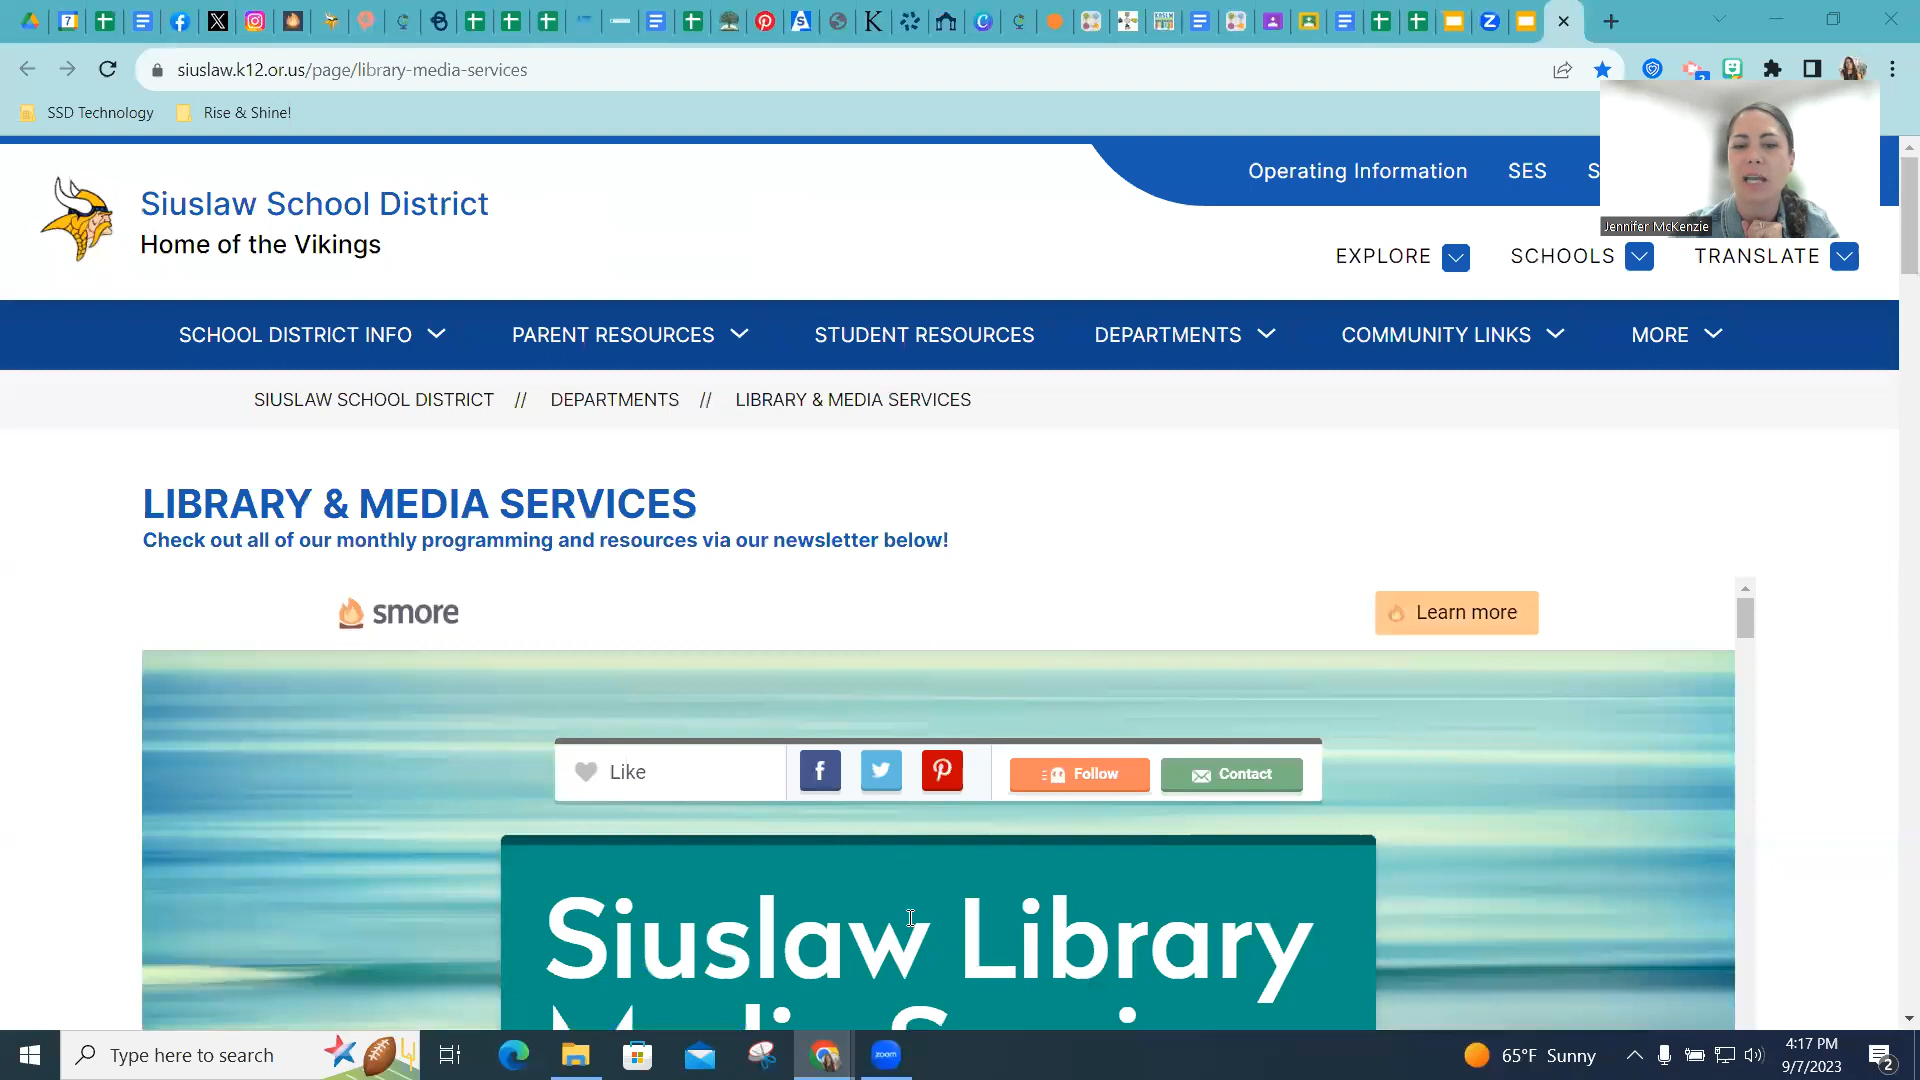 siuslaw.k12.or.us/page/library-media-services
SSD Technology
Rise & Shine!
Operating Information
SES
S
Jennifer McKenzie
Siuslaw School District
Home of the Vikings
EXPLORE
SCHOOLS
TRANSLATE
SCHOOL DISTRICT INFO
PARENT RESOURCES
STUDENT RESOURCES
DEPARTMENTS
COMMUNITY LINKS
MORE
SIUSLAW SCHOOL DISTRICT // DEPARTMENTS // LIBRARY & MEDIA SERVICES
LIBRARY & MEDIA SERVICES
Check out all of our monthly programming and resources via our newsletter below!
smore
Learn more
Like
Follow
Contact
Siuslaw Library
Type here to search
zoom
65°F Sunny
4:17 PM
9/7/2023
2